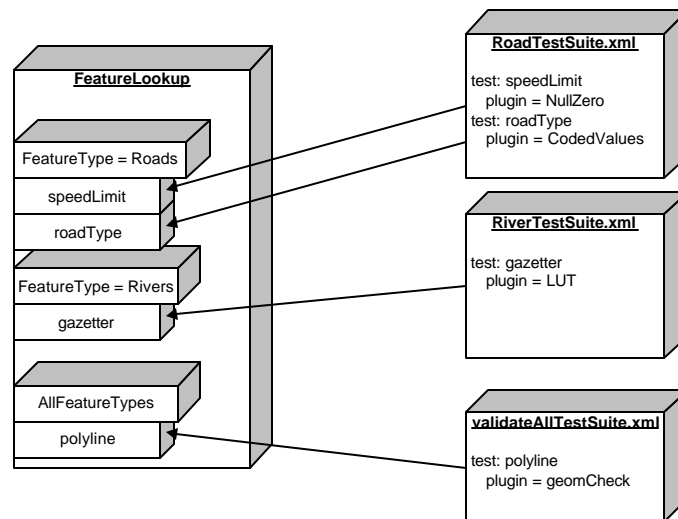 FeatureLookup
FeatureType = Roads
speedLimit
roadType
FeatureType = Rivers
gazetter
AllFeatureTypes
polyline
RoadTestSuite.xml
test: speedLimit
plugin = NullZero
test: roadType
plugin = CodedValues
RiverTestSuite.xml
test: gazetter
plugin = LUT
validateAllTestSuite.xml
test: polyline
plugin = geomCheck